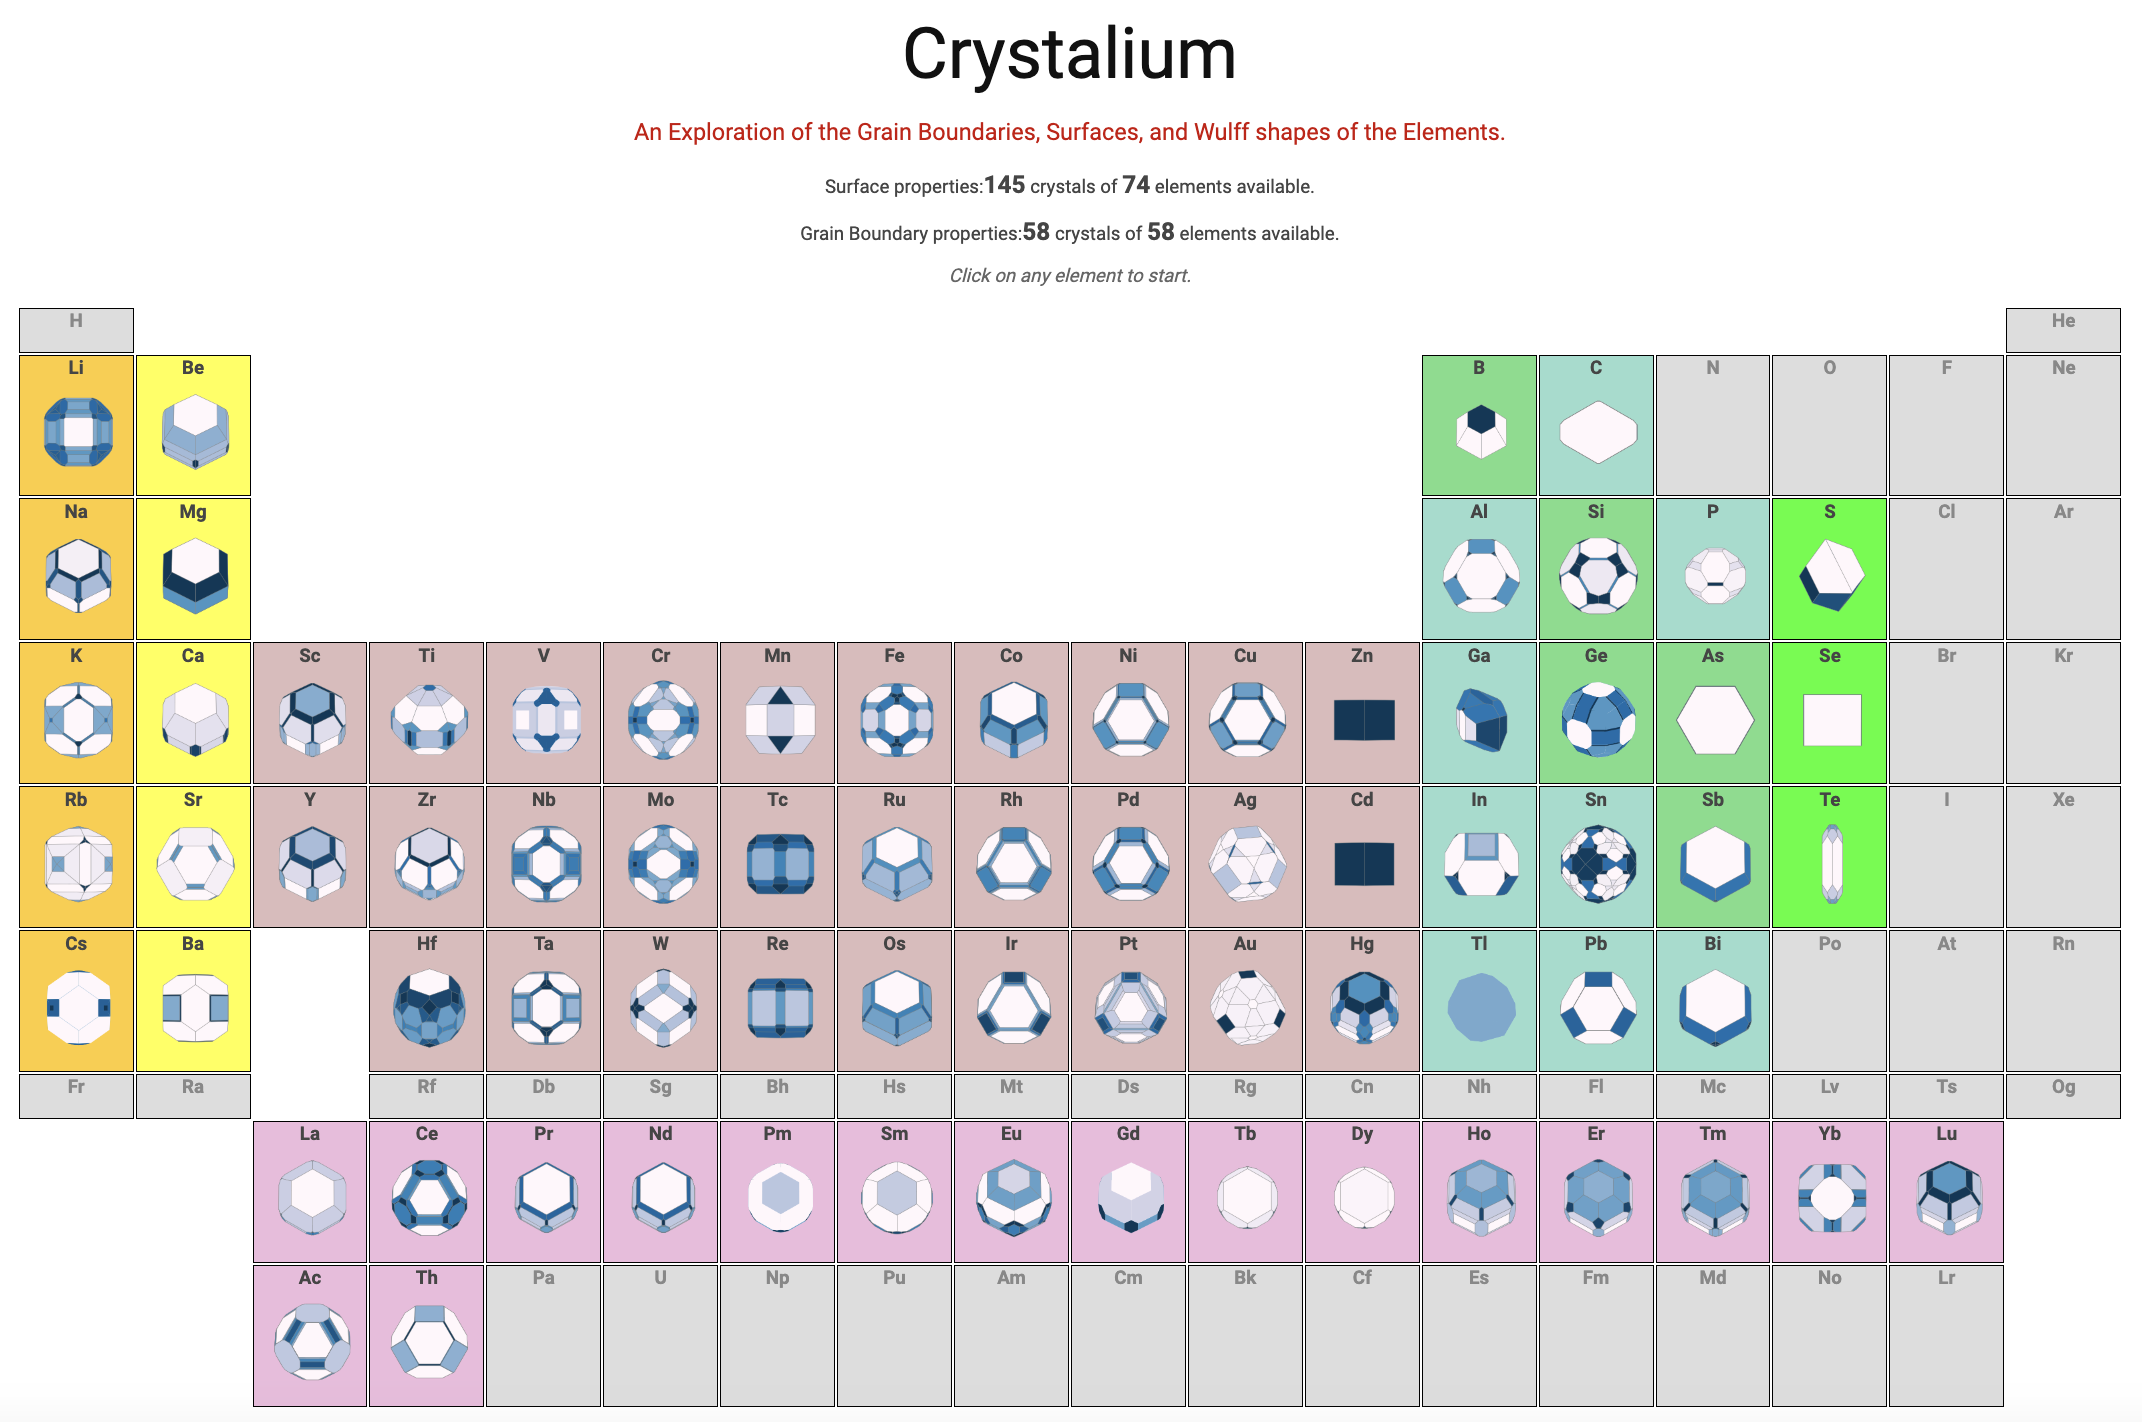 Crystalium
An Exploration of the Grain Boundaries, Surfaces, and Wulff shapes of the Elements.
Surface properties:145 crystals of 74 elements available.
Grain Boundary properties:58 crystals of 58 elements available.
Click on any element to start.
H He
Li Be B C N O F Ne
Na Mg Al Si P S Cl Ar
K Ca Sc Ti V Cr Mn Fe Co Ni Cu Zn Ga Ge As Se Br Kr
Rb Sr Y Zr Nb Mo Tc Ru Rh Pd Ag Cd In Sn Sb Te I Xe
Cs Ba Hf Ta W Re Os Ir Pt Au Hg Tl Pb Bi Po At Rn
Fr Ra Rf Db Sg Bh Hs Mt Ds Rg Cn Nh Fl Mc Lv Ts Og
La Ce Pr Nd Pm Sm Eu Gd Tb Dy Ho Er Tm Yb Lu
Ac Th Pa U Np Pu Am Cm Bk Cf Es Fm Md No Lr